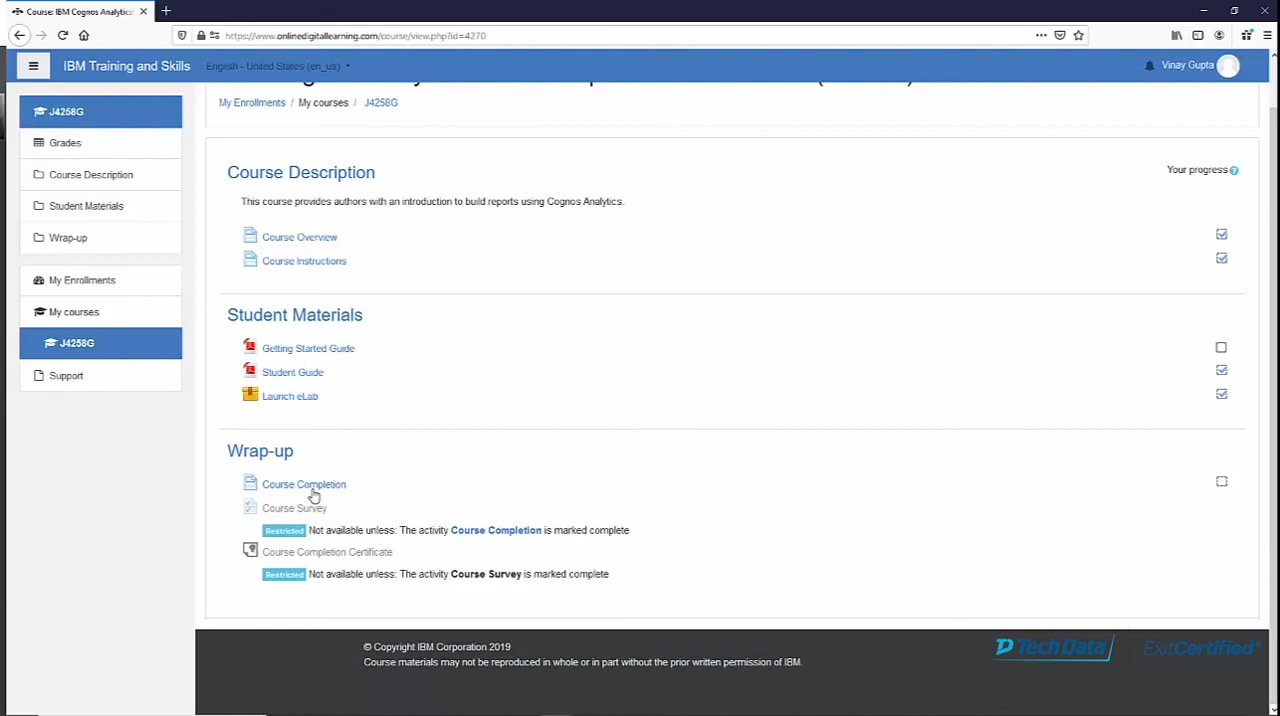 Course: IBM Cognos Analytics:
https://www.onlinedigitallearning.com/course/view.php?id=4270
IBM Training and Skills
English - United States (en_us)
Vinay Gupta
J4258G
Grades
Course Description
Student Materials
Wrap-up
My Enrollments
My courses
J4258G
Support
My Enrollments / My courses / J4258G
Course Description
Your progress
This course provides authors with an introduction to build reports using Cognos Analytics.
Course Overview
Course Instructions
Student Materials
Getting Started Guide
Student Guide
Launch eLab
Wrap-up
Course Completion
Course Survey
Restricted Not available unless: The activity Course Completion is marked complete
Course Completion Certificate
Restricted Not available unless: The activity Course Survey is marked complete
© Copyright IBM Corporation 2019
Course materials may not be reproduced in whole or in part without the prior written permission of IBM.
TechData
ExitCertified